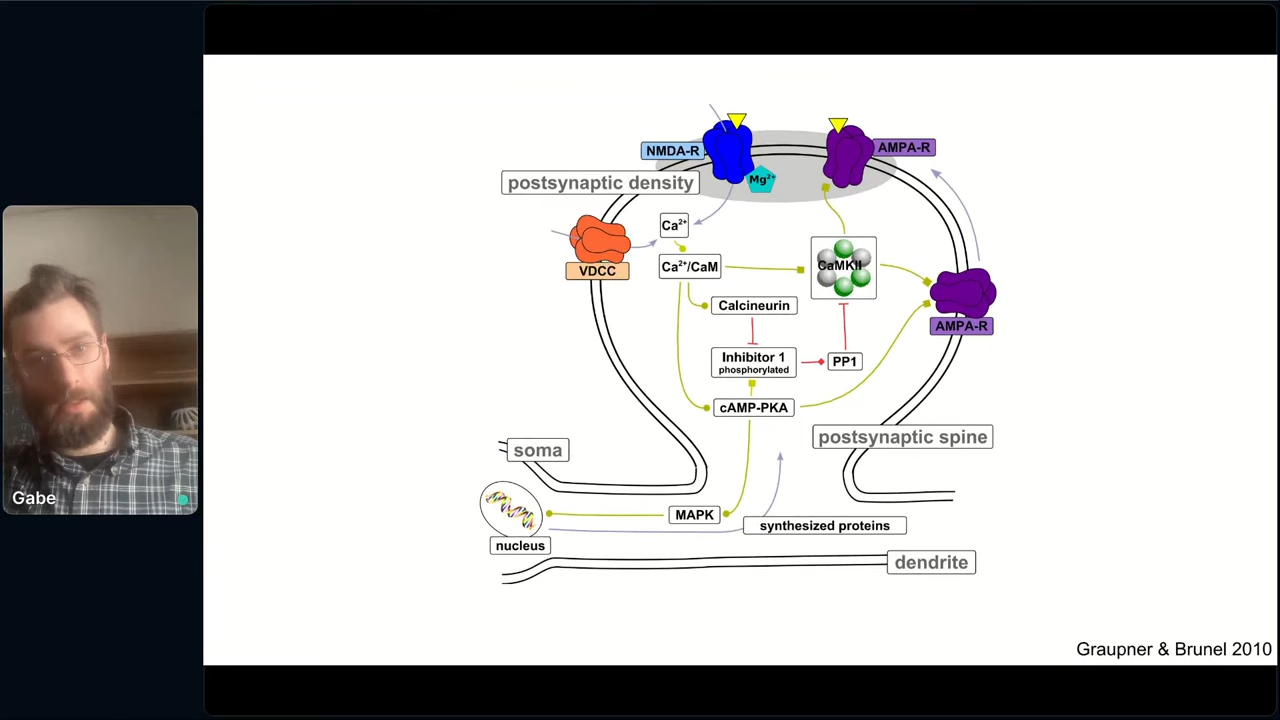 NMDA-R
AMPA-R
Mg²⁺
postsynaptic density
Ca²⁺
VDCC
Ca²⁺/CaM
CaMKII
Calcineurin
AMPA-R
Inhibitor 1
phosphorylated
PP1
cAMP-PKA
postsynaptic spine
soma
Gabe
MAPK
synthesized proteins
nucleus
dendrite
Graupner & Brunel 2010